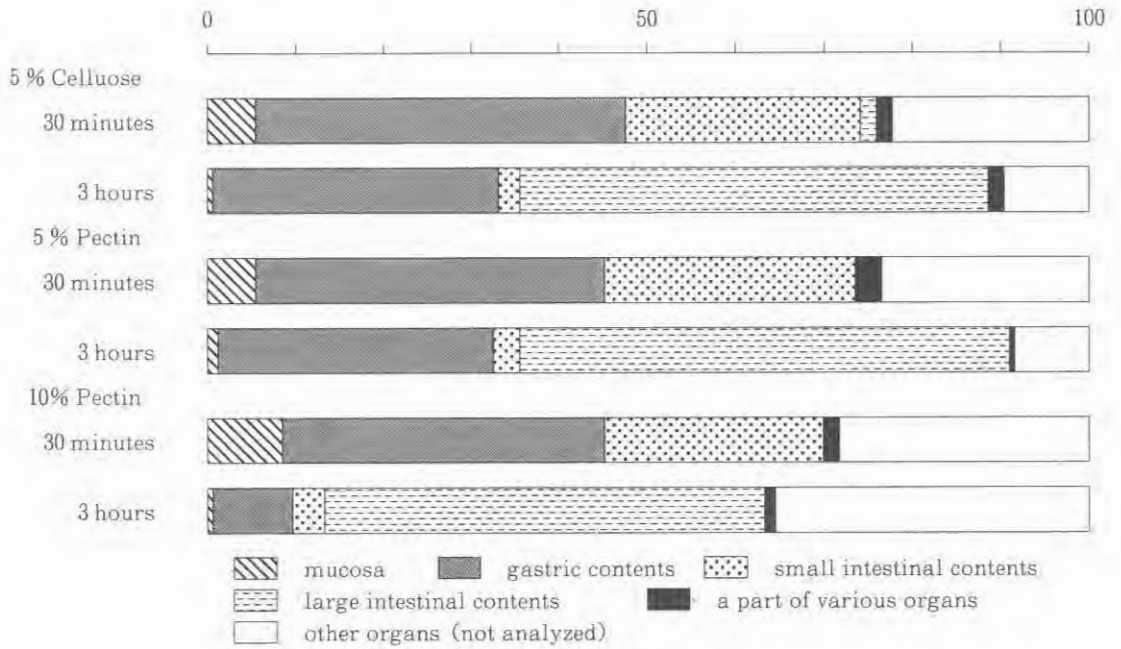 0 50 100
5 % Celluose
30 minutes
3 hours
5 % Pectin
30 minutes
3 hours
10% Pectin
30 minutes
3 hours
mucosa gastric contents small intestinal contents
large intestinal contents a part of various organs
other organs (not analyzed)